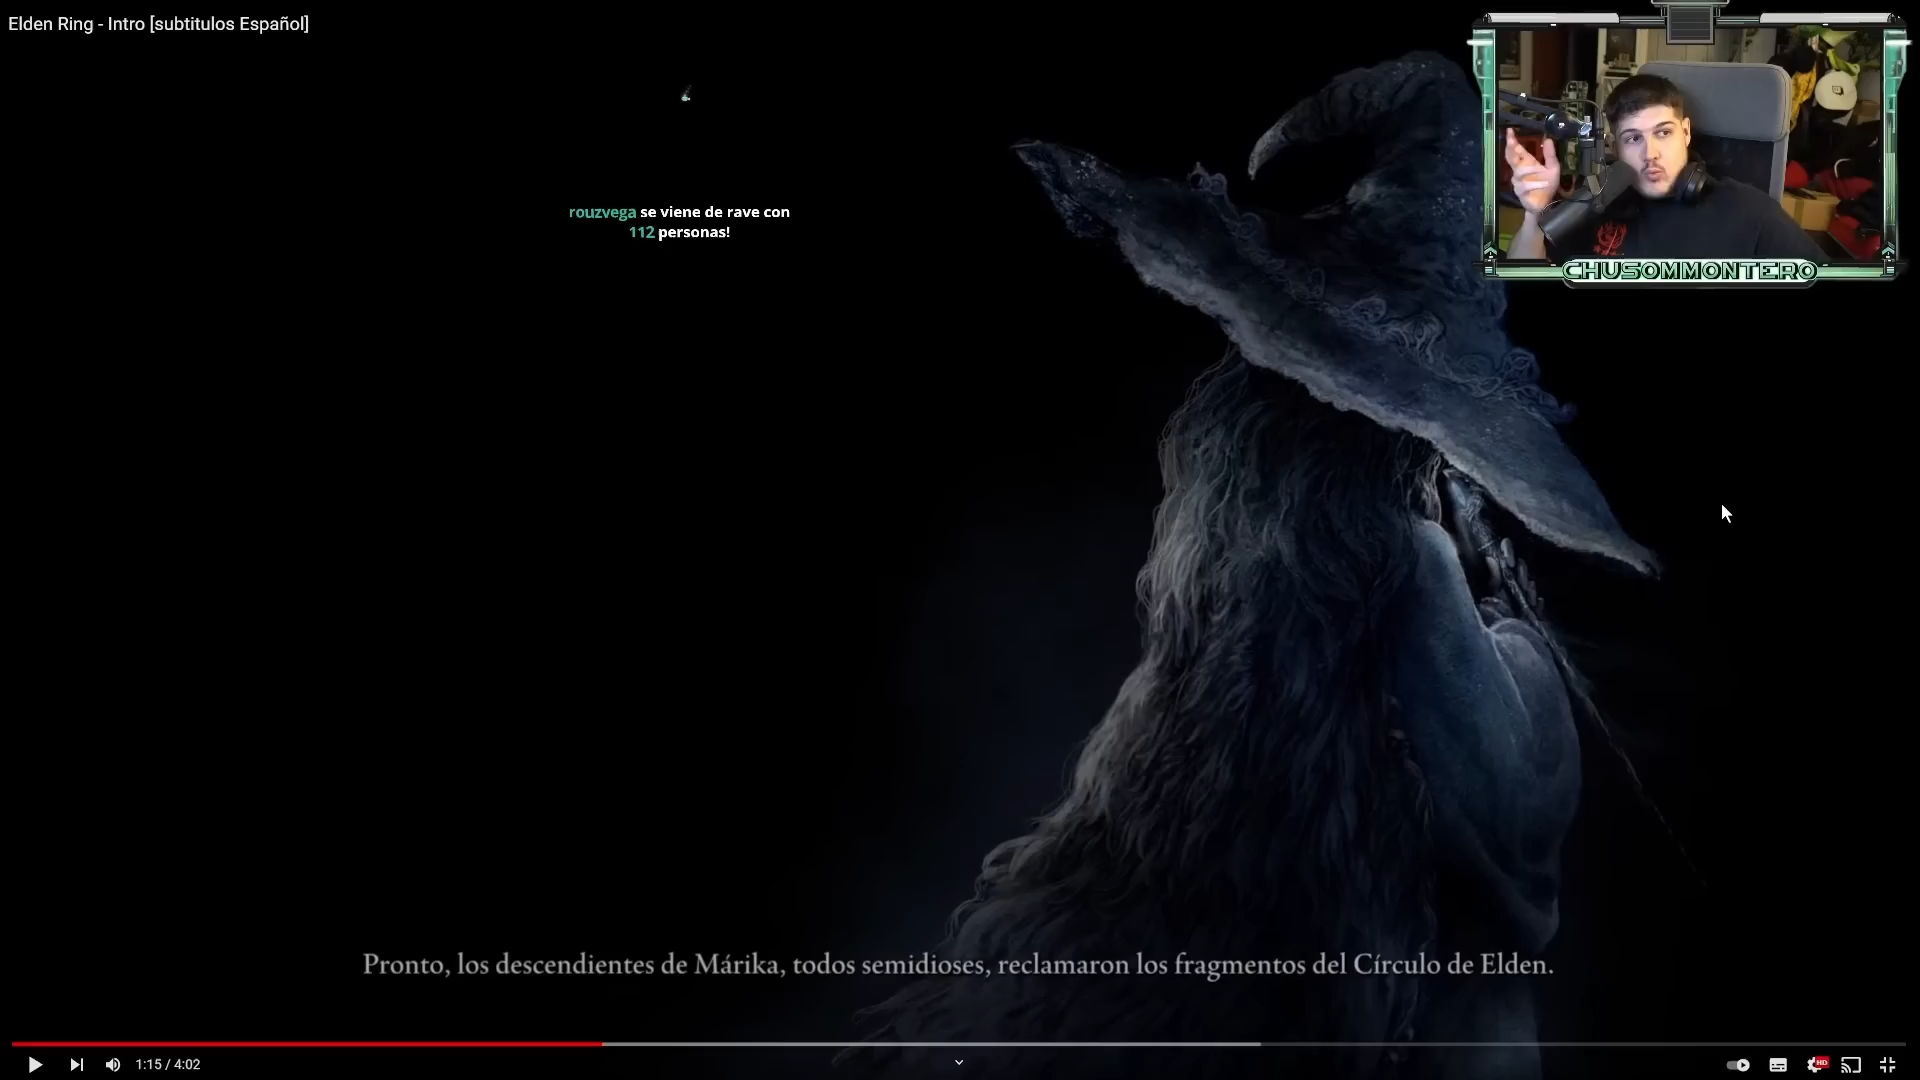 Elden Ring - Intro [subtitulos Español]
rouzvega se viene de rave con
112 personas!
CHUSOMMONTERO
Pronto, los descendientes de Márika, todos semidioses, reclamaron los fragmentos del Círculo de Elden.
1:15 / 4:02
HD